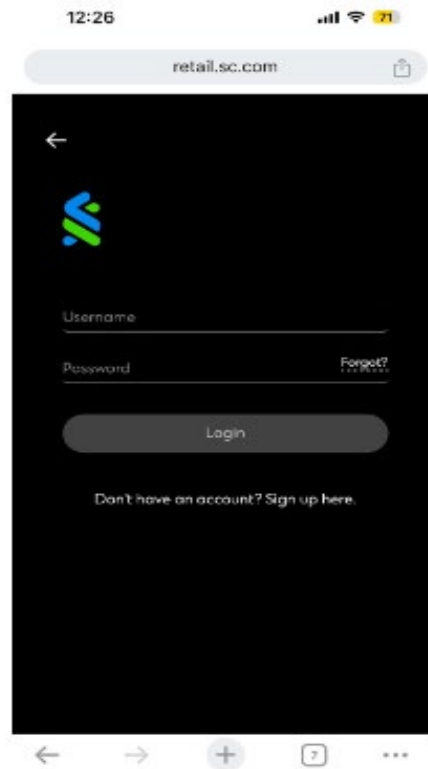 12:26
71
retail.sc.com
Username
Password
Forgot?
Login
Don't have an account? Sign up here.
7